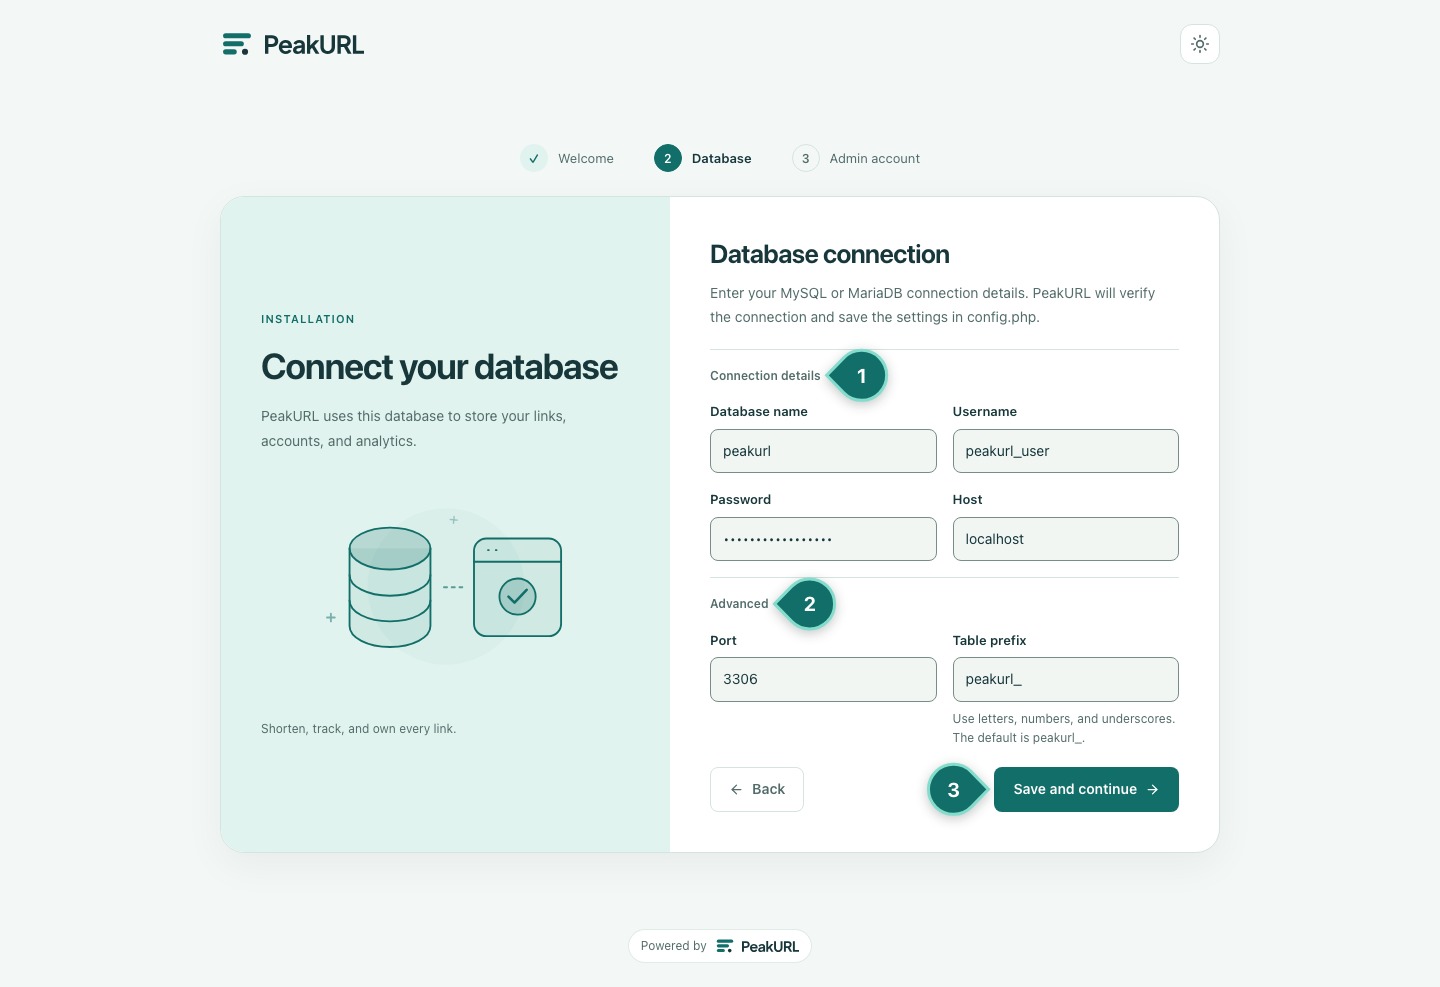 PeakURL
Welcome
2 Database
3 Admin account
INSTALLATION
Connect your database
PeakURL uses this database to store your links,
accounts, and analytics.
Shorten, track, and own every link.
Database connection
Enter your MySQL or MariaDB connection details. PeakURL will verify
the connection and save the settings in config.php.
Connection details 1
Database name Username
peakurl peakurl_user
Password Host
••••••••••••••••• localhost
Advanced 2
Port Table prefix
3306 peakurl_
Use letters, numbers, and underscores.
The default is peakurl_.
Back 3 Save and continue
Powered by PeakURL